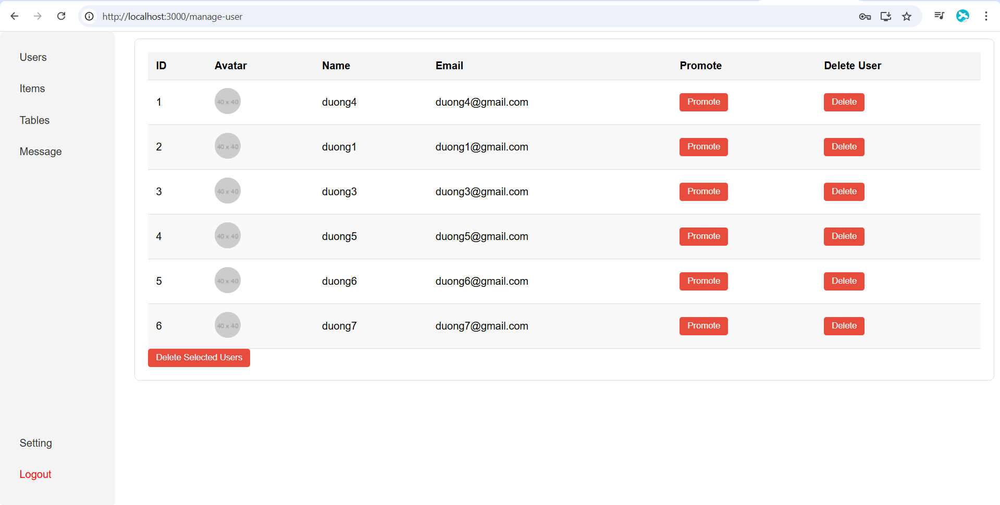 http://localhost:3000/manage-user
Users
Items
Tables
Message
Setting
Logout
ID Avatar Name Email Promote Delete User
1 40 x 40 duong4 duong4@gmail.com Promote Delete
2 40 x 40 duong1 duong1@gmail.com Promote Delete
3 40 x 40 duong3 duong3@gmail.com Promote Delete
4 40 x 40 duong5 duong5@gmail.com Promote Delete
5 40 x 40 duong6 duong6@gmail.com Promote Delete
6 40 x 40 duong7 duong7@gmail.com Promote Delete
Delete Selected Users